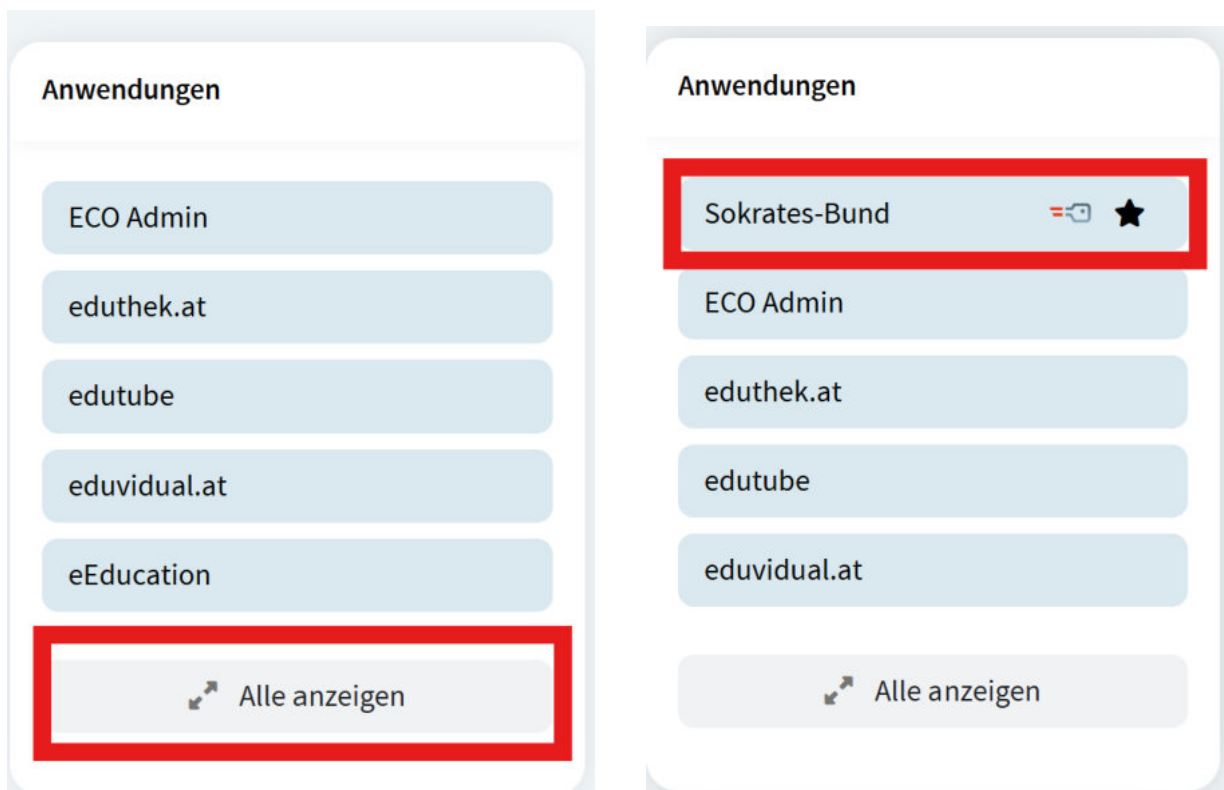 Anwendungen
ECO Admin
eduthek.at
edutube
eduvidual.at
eEducation
Alle anzeigen
Anwendungen
Sokrates-Bund
ECO Admin
eduthek.at
edutube
eduvidual.at
Alle anzeigen